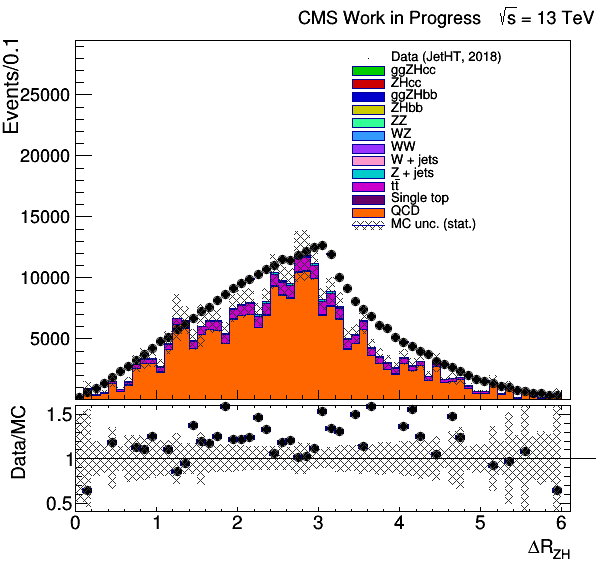 CMS Work in Progress √s = 13 TeV
Events/0.1
25000
20000
15000
10000
5000
Data (JetHT, 2018)
ggZHcc
ZHcc
ggZHbb
ZHbb
ZZ
WZ
WW
W + jets
Z + jets
tt̄
Single top
QCD
MC unc. (stat.)
Data/MC
1.5
1
0.5
0 1 2 3 4 5 6
ΔR_ZH